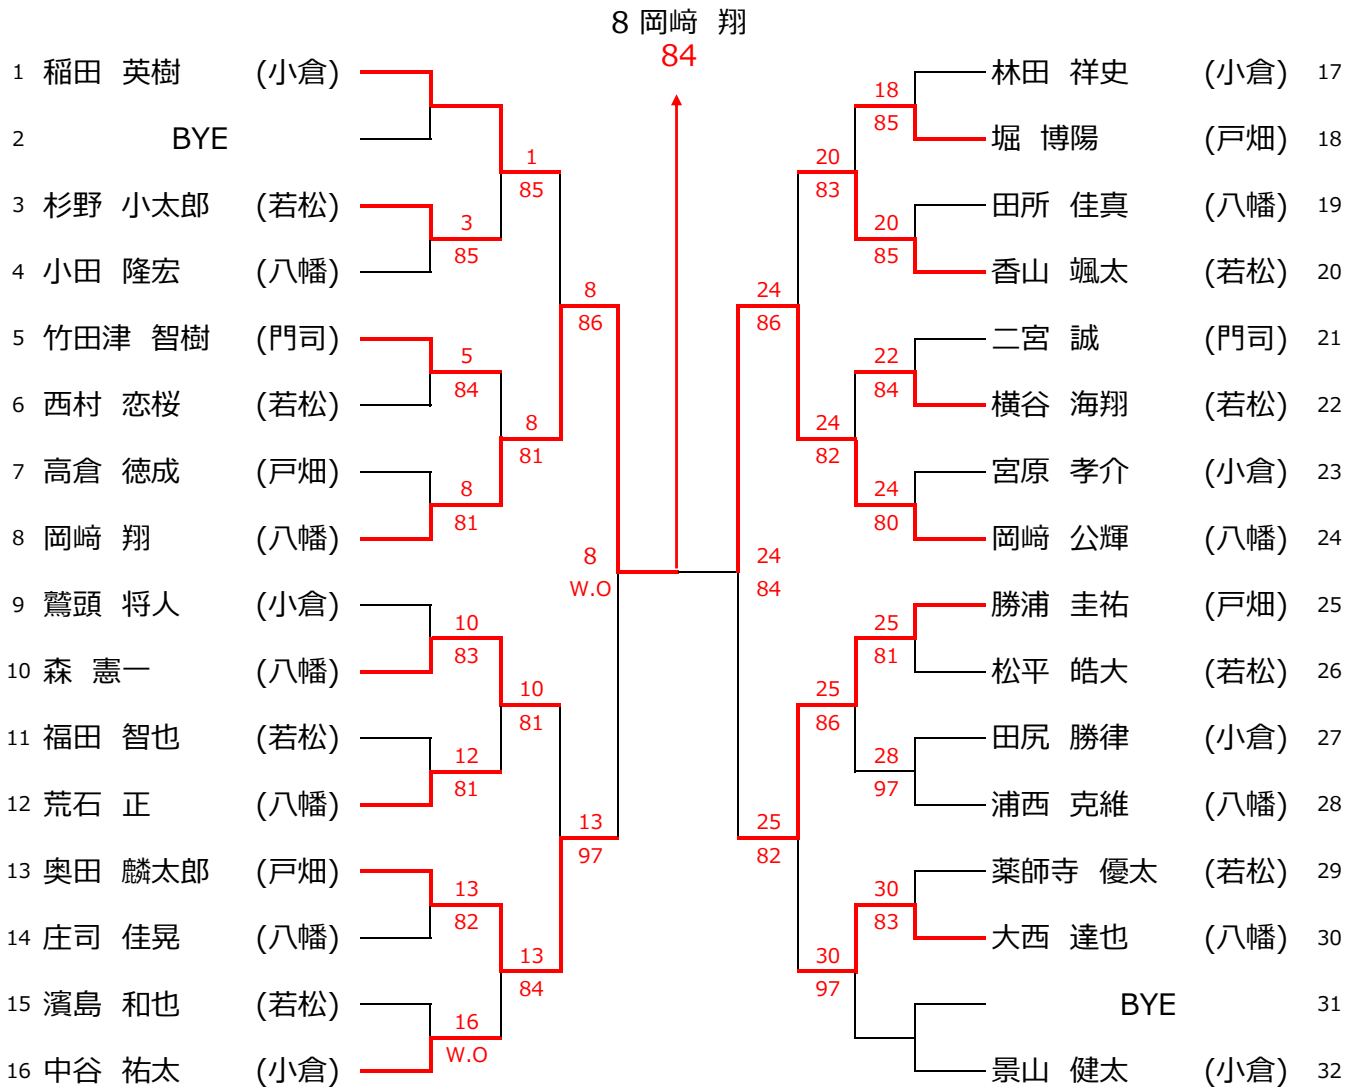 8 岡﨑 翔
84
1 稲田 英樹 (小倉)
2 BYE
3 杉野 小太郎 (若松)
4 小田 隆宏 (八幡)
5 竹田津 智樹 (門司)
6 西村 恋桜 (若松)
7 高倉 徳成 (戸畑)
8 岡﨑 翔 (八幡)
9 鷲頭 将人 (小倉)
10 森 憲一 (八幡)
11 福田 智也 (若松)
12 荒石 正 (八幡)
13 奥田 麟太郎 (戸畑)
14 庄司 佳晃 (八幡)
15 濱島 和也 (若松)
16 中谷 祐太 (小倉)
3
85
5
84
8
81
10
83
12
81
13
82
16
W.O
1
85
8
81
10
81
13
84
8
86
13
97
8
W.O
24
84
24
86
25
82
20
83
24
82
25
86
30
97
18
85
20
85
22
84
24
80
25
81
28
97
30
83
林田 祥史 (小倉) 17
堀 博陽 (戸畑) 18
田所 佳真 (八幡) 19
香山 颯太 (若松) 20
二宮 誠 (門司) 21
横谷 海翔 (若松) 22
宮原 孝介 (小倉) 23
岡﨑 公輝 (八幡) 24
勝浦 圭祐 (戸畑) 25
松平 皓大 (若松) 26
田尻 勝律 (小倉) 27
浦西 克維 (八幡) 28
薬師寺 優太 (若松) 29
大西 達也 (八幡) 30
BYE 31
景山 健太 (小倉) 32